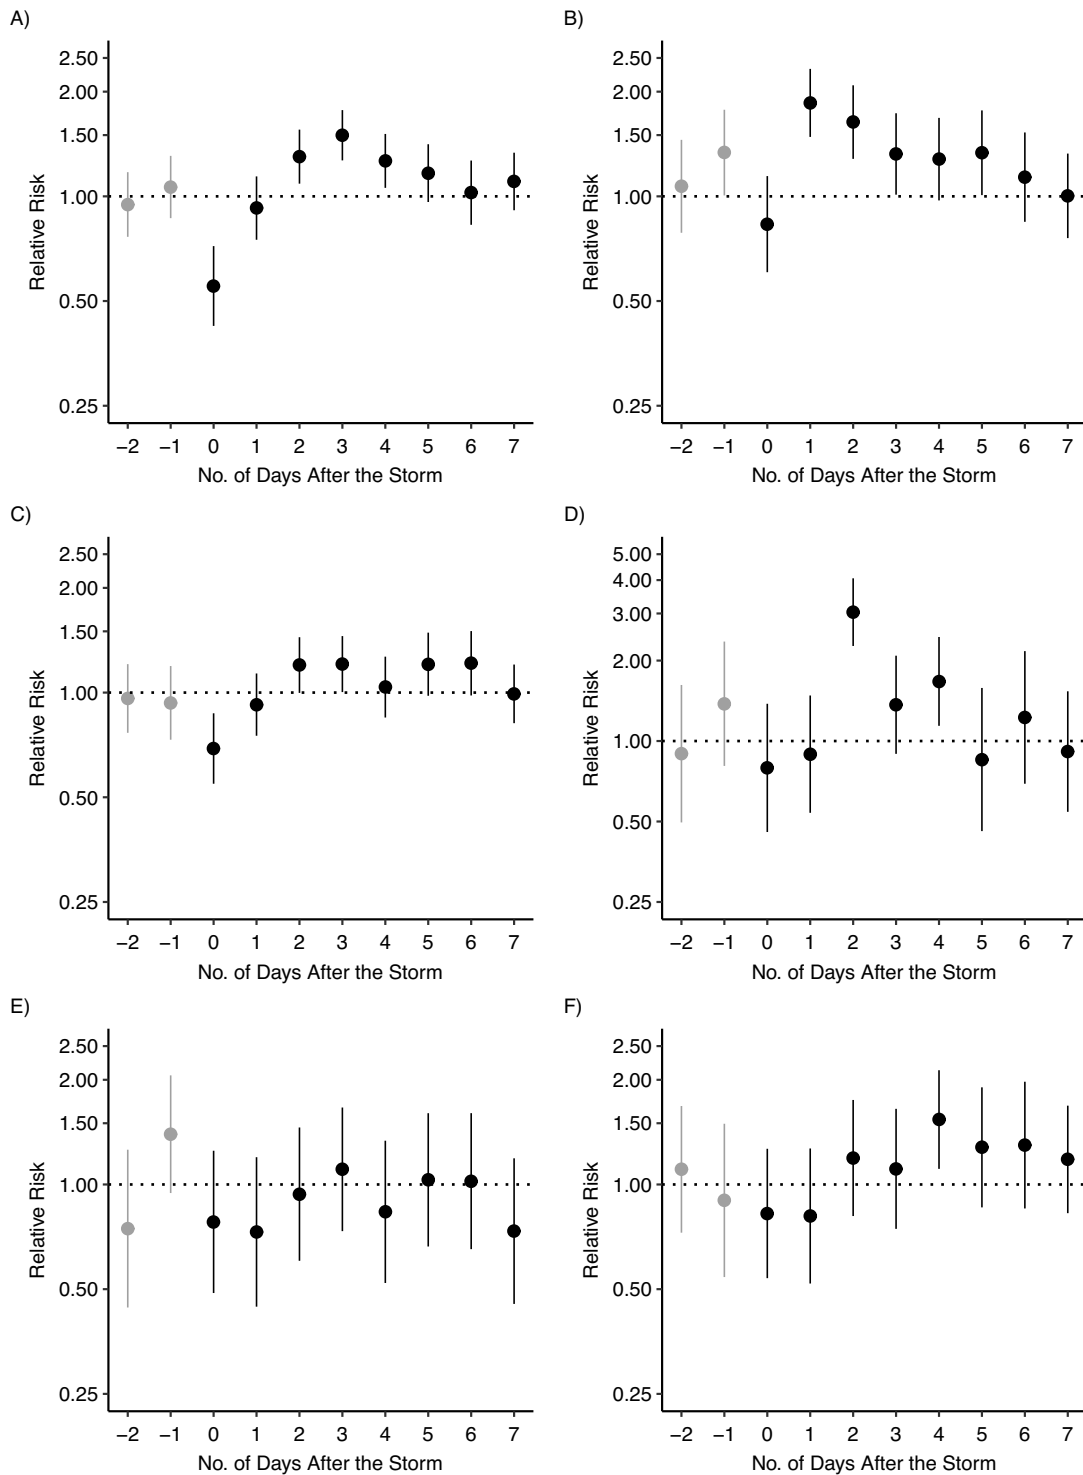 A)
Relative Risk
2.50
2.00
1.50
1.00
0.50
0.25
−2 −1 0 1 2 3 4 5 6 7
No. of Days After the Storm
B)
Relative Risk
2.50
2.00
1.50
1.00
0.50
0.25
−2 −1 0 1 2 3 4 5 6 7
No. of Days After the Storm
C)
Relative Risk
2.50
2.00
1.50
1.00
0.50
0.25
−2 −1 0 1 2 3 4 5 6 7
No. of Days After the Storm
D)
Relative Risk
5.00
4.00
3.00
2.00
1.00
0.50
0.25
−2 −1 0 1 2 3 4 5 6 7
No. of Days After the Storm
E)
Relative Risk
2.50
2.00
1.50
1.00
0.50
0.25
−2 −1 0 1 2 3 4 5 6 7
No. of Days After the Storm
F)
Relative Risk
2.50
2.00
1.50
1.00
0.50
0.25
−2 −1 0 1 2 3 4 5 6 7
No. of Days After the Storm